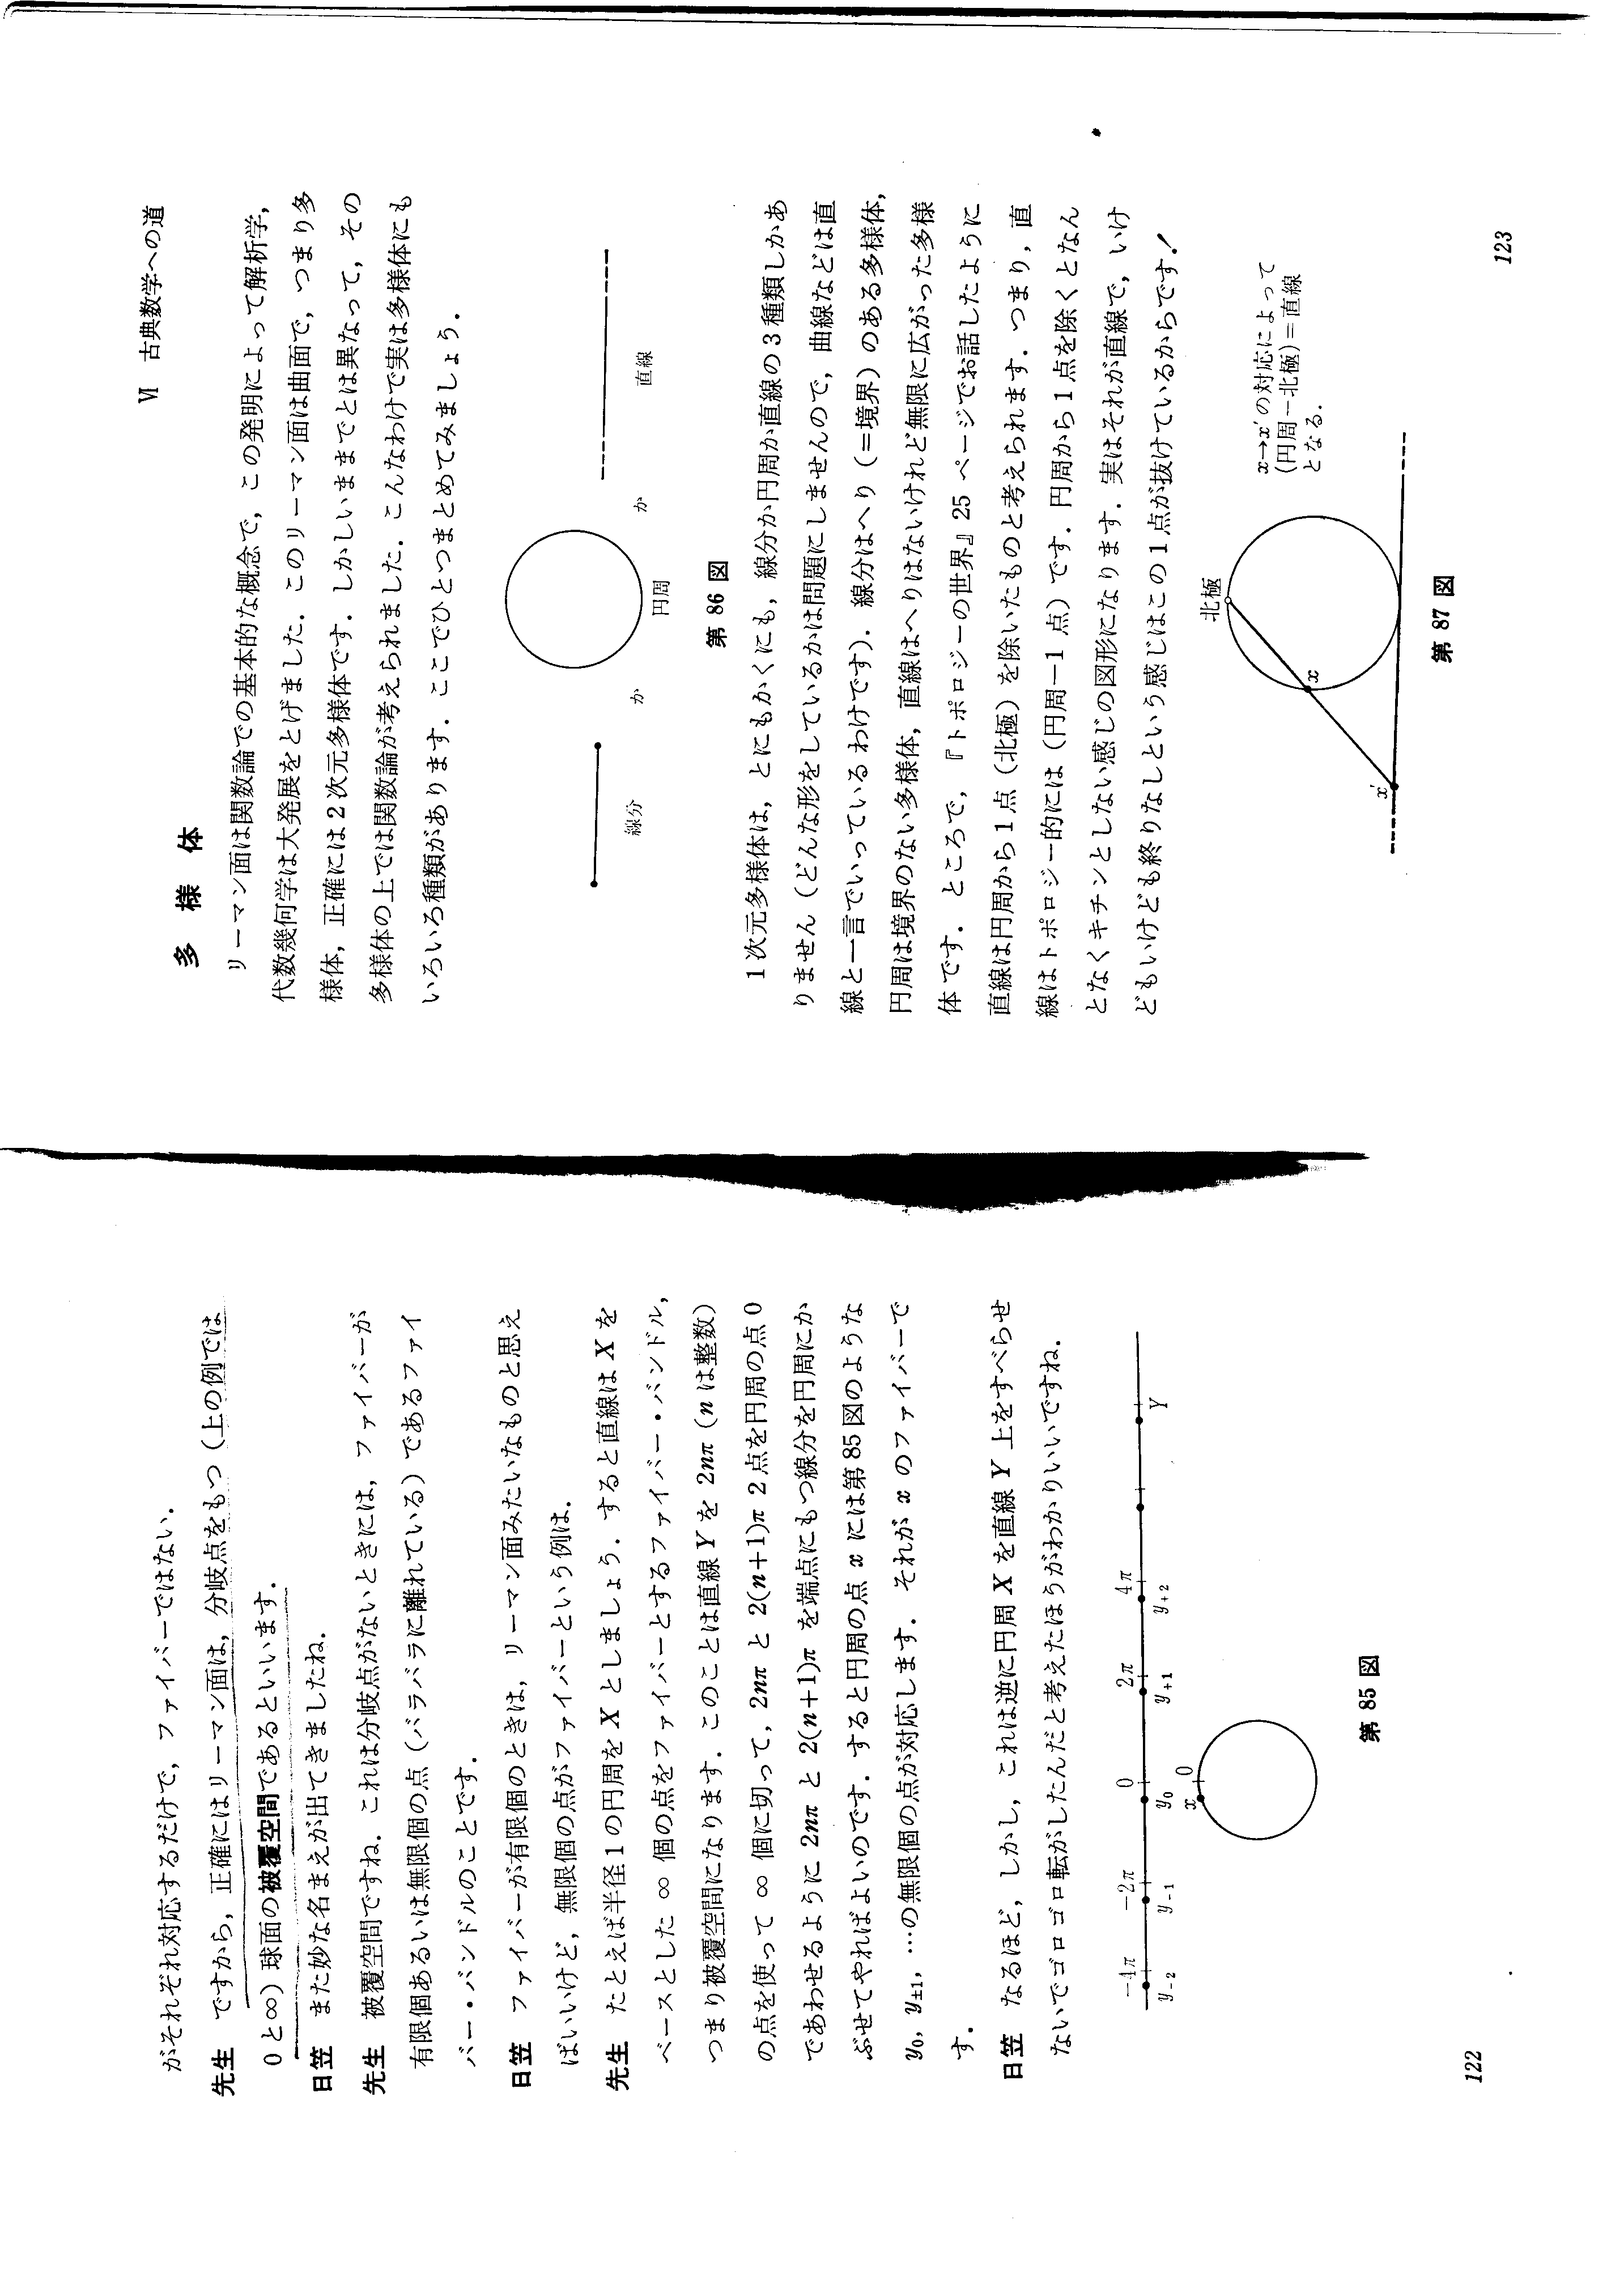 がそれぞれ対応するだけで，ファイバーではない．
先生　ですから，正確にはリーマン面は，分岐点をもつ（上の例では
0と∞）球面の被覆空間であるといいます．
日笠　また妙な名まえが出てきましたね．
先生　被覆空間ですね．これは分岐点がないときには，ファイバーが
有限個あるいは無限個の点（バラバラに離れている）であるファイ
バー・バンドルのことです．
日笠　ファイバーが有限個のときは，リーマン面みたいなものと思え
ばいいけど，無限個の点がファイバーという例は．
先生　たとえば半径1の円周をXとしましょう．すると直線はXを
ベースとした∞個の点をファイバーとするファイバー・バンドル，
つまり被覆空間になります．このことは直線Yを2nπ（nは整数）
の点を使って∞個に切って，2nπと2(n+1)π 2点を円周の点0
であわせるように2nπと2(n+1)πを端点にもつ線分を円周にか
ぶせてやればよいのです．すると円周の点xには第85図のような
y₀, y±₁, …の無限個の点が対応します．それがxのファイバーで
す．
日笠　なるほど，しかし，これは逆に円周Xを直線Y上をすべらせ
ないでゴロゴロ転がしたんだと考えたほうがわかりいいですね．
−4π　−2π　0　2π　4π
y₋₂　y₋₁　y₀　y₊₁　y₊₂　Y
x　0
第85図
122
Ⅵ　古典数学への道
多様体
リーマン面は関数論での基本的な概念で，この発明によって解析学，
代数幾何学は大発展をとげました．このリーマン面は曲面で，つまり多
様体，正確には2次元多様体です．しかしいままでとは異なって，その
多様体の上では関数論が考えられました．こんなわけで実は多様体にも
いろいろ種類があります．ここでひとつまとめてみましょう．
線分　か　円周　か　直線
第86図
1次元多様体は，とにもかくにも，線分か円周か直線の3種類しかあ
りません（どんな形をしているかは問題にしませんので，曲線などは直
線と一言でいっているわけです）．線分はへり（＝境界）のある多様体，
円周は境界のない多様体，直線はへりはないけれど無限に広がった多様
体です．ところで，『トポロジーの世界』25ページでお話したように
直線は円周から1点（北極）を除いたものと考えられます．つまり，直
線はトポロジー的には（円周−1点）です．円周から1点を除くとなん
となくキチンとしない感じの図形になります．実はそれが直線で，いけ
どもいけども終りなしという感じはこの1点が抜けているからです！
北極
x
x′
x→x′の対応によって
(円周−北極)＝直線
となる．
第87図
123